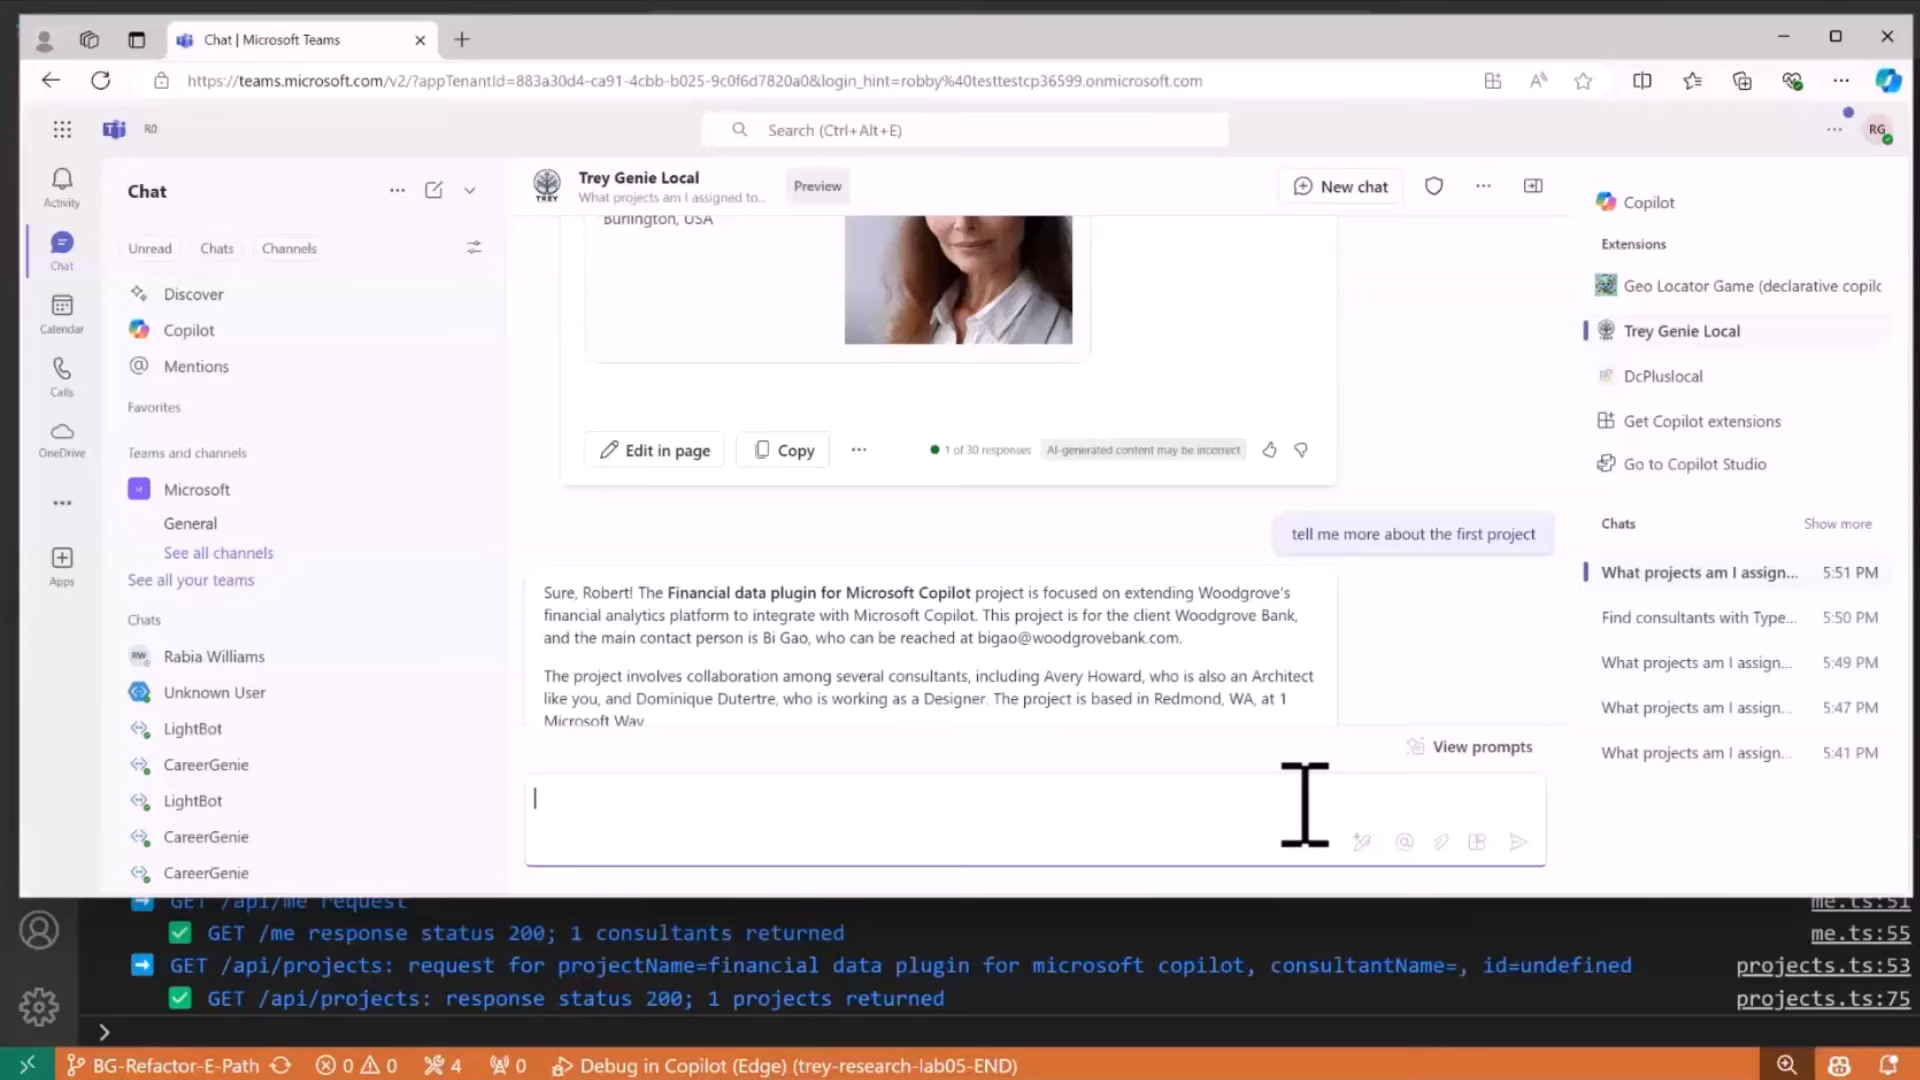 Chat | Microsoft Teams
https://teams.microsoft.com/v2/?appTenantId=883a30d4-ca91-4cbb-b025-9c0f6d7820a0&login_hint=robby%40testtestcp36599.onmicrosoft.com
R0
Search (Ctrl+Alt+E)
RG
Activity
Chat
Calendar
Calls
OneDrive
Apps
Chat
Unread
Chats
Channels
Discover
Copilot
Mentions
Favorites
Teams and channels
Microsoft
General
See all channels
See all your teams
Chats
RW
Rabia Williams
Unknown User
LightBot
CareerGenie
LightBot
CareerGenie
CareerGenie
TREY
Trey Genie Local
What projects am I assigned to...
Preview
New chat
Burlington, USA
Edit in page
Copy
1 of 30 responses
AI-generated content may be incorrect
tell me more about the first project
Sure, Robert! The Financial data plugin for Microsoft Copilot project is focused on extending Woodgrove's
financial analytics platform to integrate with Microsoft Copilot. This project is for the client Woodgrove Bank,
and the main contact person is Bi Gao, who can be reached at bigao@woodgrovebank.com.
The project involves collaboration among several consultants, including Avery Howard, who is also an Architect
like you, and Dominique Dutertre, who is working as a Designer. The project is based in Redmond, WA, at 1
Microsoft Way.
View prompts
Copilot
Extensions
Geo Locator Game (declarative copilc
Trey Genie Local
DcPluslocal
Get Copilot extensions
Go to Copilot Studio
Chats
Show more
What projects am I assign... 5:51 PM
Find consultants with Type... 5:50 PM
What projects am I assign... 5:49 PM
What projects am I assign... 5:47 PM
What projects am I assign... 5:41 PM
GET /api/me request me.ts:51
GET /me response status 200; 1 consultants returned me.ts:55
GET /api/projects: request for projectName=financial data plugin for microsoft copilot, consultantName=, id=undefined projects.ts:53
GET /api/projects: response status 200; 1 projects returned projects.ts:75
BG-Refactor-E-Path 0 0 4 0 Debug in Copilot (Edge) (trey-research-lab05-END)